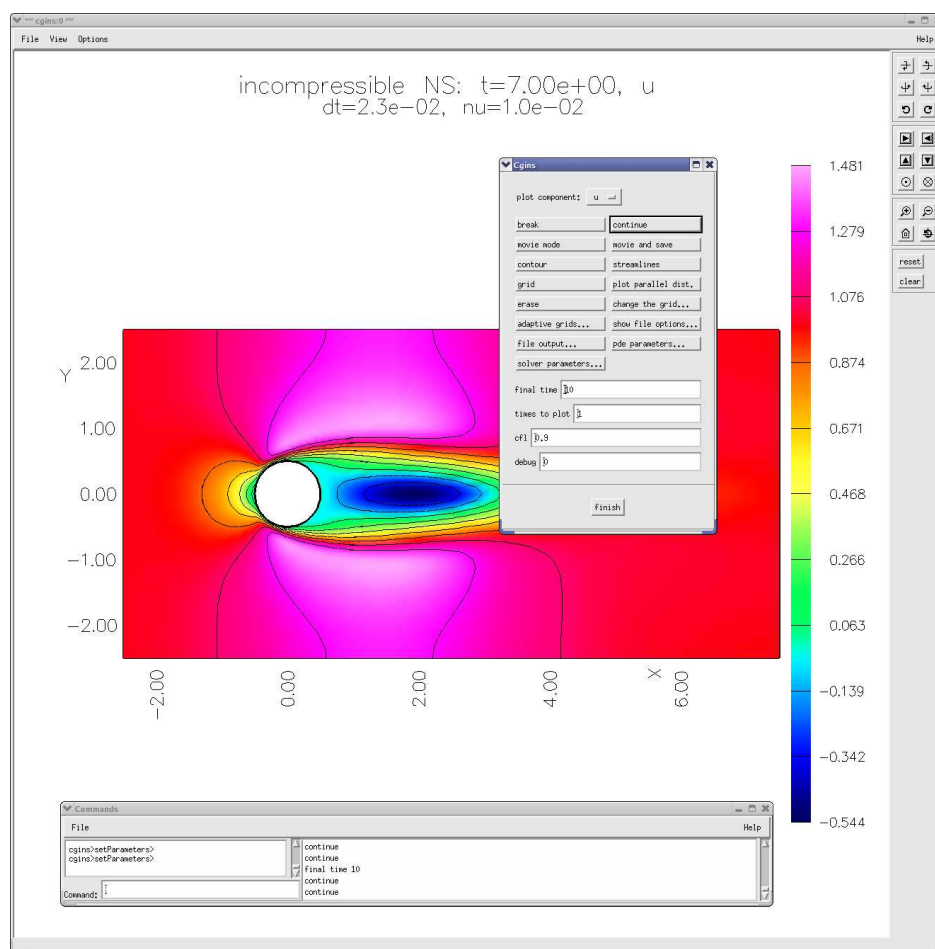 *** cgins:0 ***
File View Options Help
incompressible NS: t=7.00e+00, u
dt=2.3e−02, nu=1.0e−02
Cgins
plot component: u
break continue
movie mode movie and save
contour streamlines
grid plot parallel dist.
erase change the grid...
adaptive grids... show file options...
file output... pde parameters...
solver parameters...
final time 10
times to plot 1
cfl 0.9
debug 0
finish
1.481
1.279
1.076
0.874
0.671
0.468
0.266
0.063
−0.139
−0.342
−0.544
reset
clear
Y
2.00
1.00
0.00
−1.00
−2.00
−2.00 0.00 2.00 4.00 X 6.00
Commands
File Help
cgins>setParameters>
cgins>setParameters>
Command:
continue
continue
final time 10
continue
continue